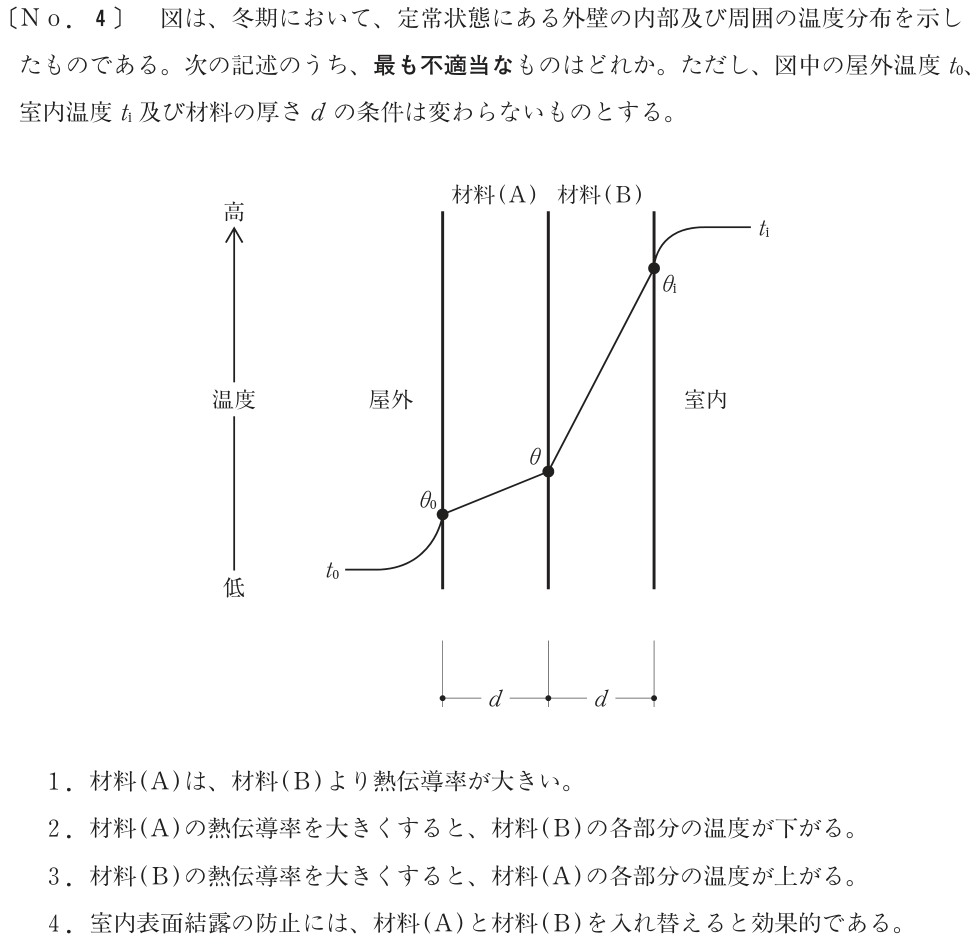 〔Ｎｏ．４〕　図は、冬期において、定常状態にある外壁の内部及び周囲の温度分布を示し
たものである。次の記述のうち、最も不適当なものはどれか。ただし、図中の屋外温度 t₀、
室内温度 tᵢ 及び材料の厚さ d の条件は変わらないものとする。
材料(A)　材料(B)
高
tᵢ
θᵢ
温度
屋外
室内
θ
θ₀
t₀
低
d　d
１．材料(A)は、材料(B)より熱伝導率が大きい。
２．材料(A)の熱伝導率を大きくすると、材料(B)の各部分の温度が下がる。
３．材料(B)の熱伝導率を大きくすると、材料(A)の各部分の温度が上がる。
４．室内表面結露の防止には、材料(A)と材料(B)を入れ替えると効果的である。